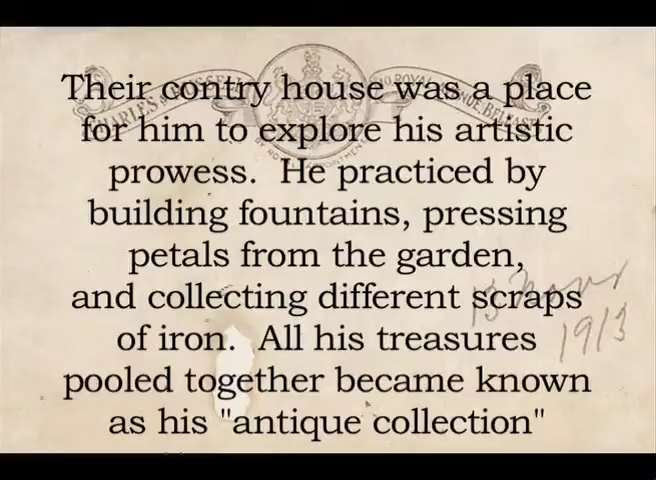 Their contry house was a place
for him to explore his artistic
prowess. He practiced by
building fountains, pressing
petals from the garden,
and collecting different scraps
of iron. All his treasures
pooled together became known
as his "antique collection"
1913